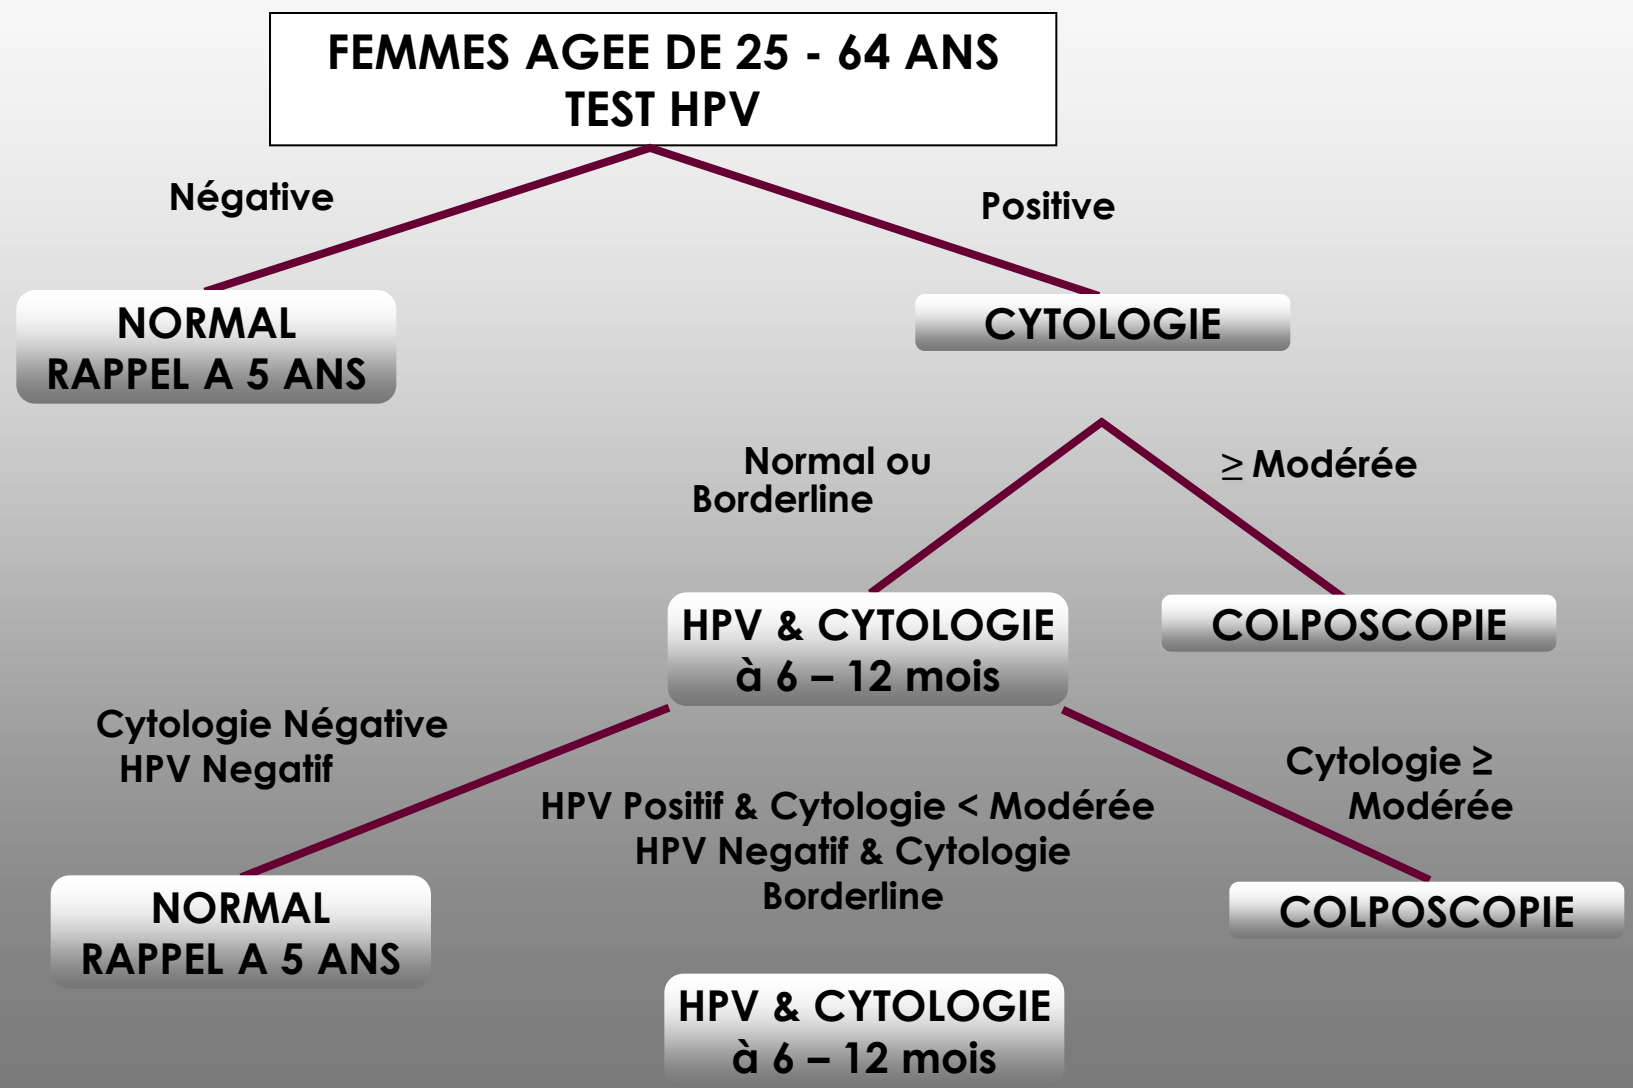 FEMMES AGEE DE 25 - 64 ANS
TEST HPV
Négative
Positive
NORMAL
RAPPEL A 5 ANS
CYTOLOGIE
Normal ou
Borderline
≥ Modérée
HPV & CYTOLOGIE
à 6 – 12 mois
COLPOSCOPIE
Cytologie Négative
HPV Negatif
HPV Positif & Cytologie < Modérée
HPV Negatif & Cytologie
Borderline
Cytologie ≥
Modérée
NORMAL
RAPPEL A 5 ANS
COLPOSCOPIE
HPV & CYTOLOGIE
à 6 – 12 mois